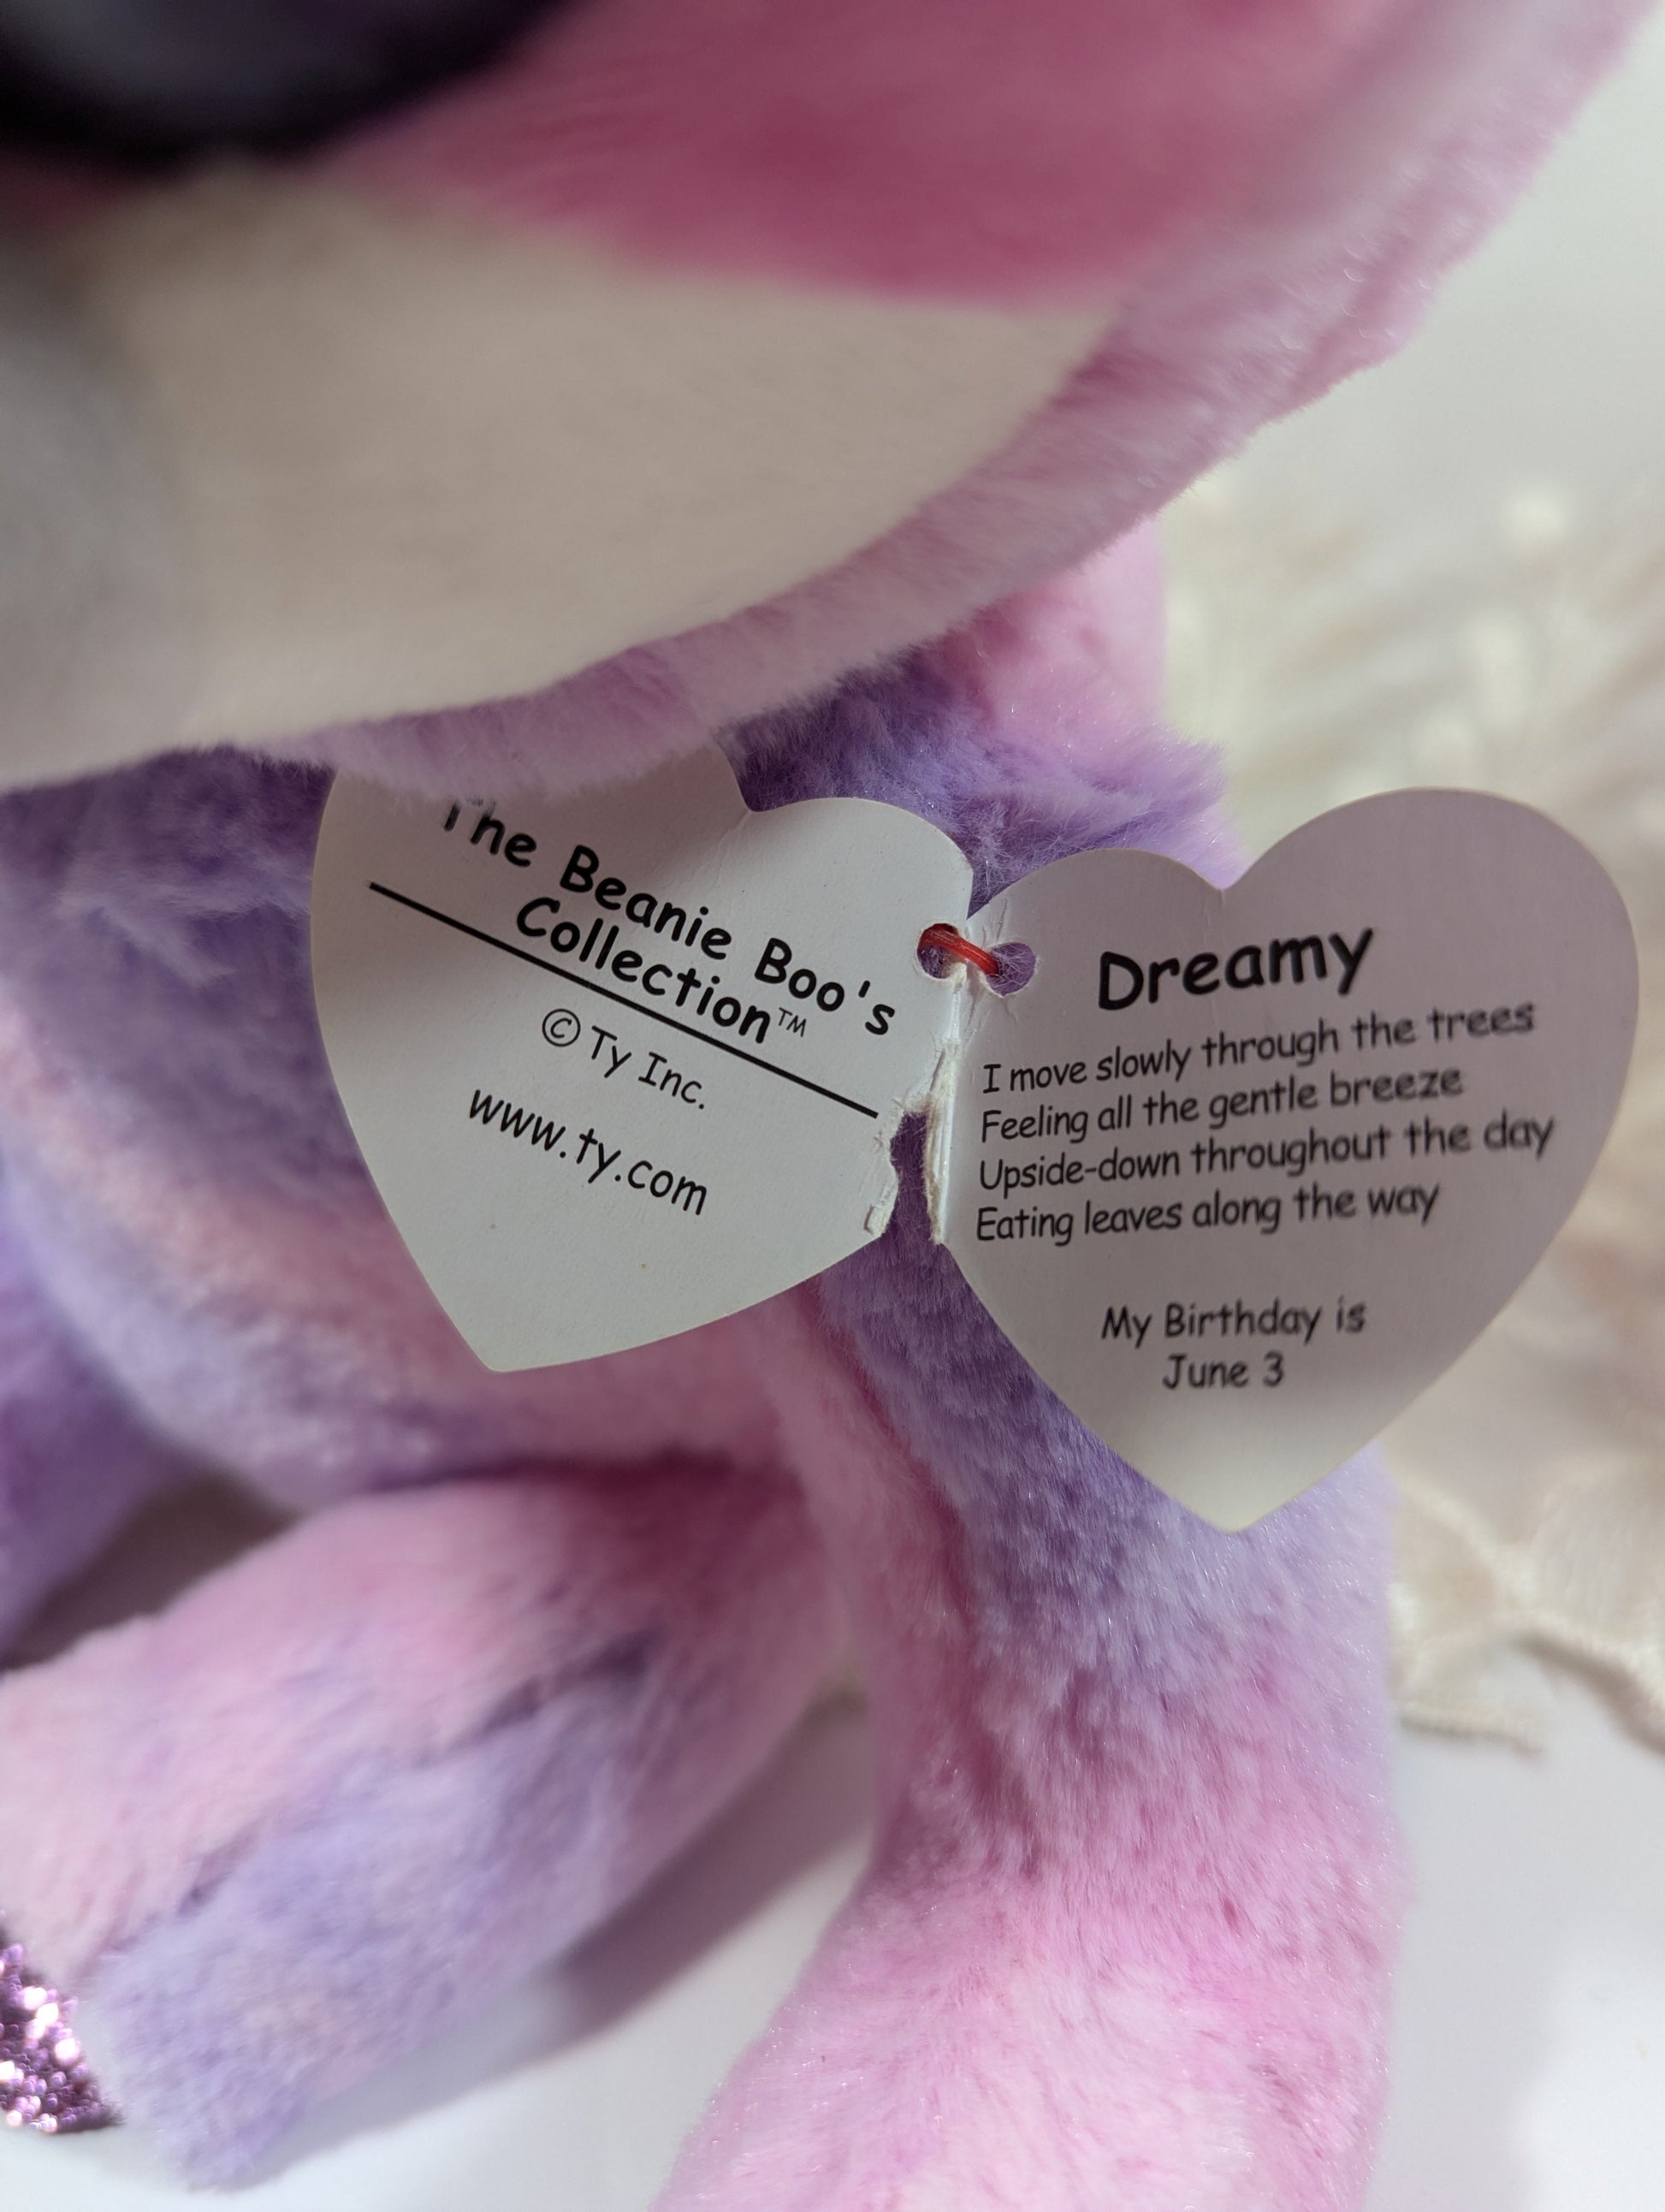 The Beanie Boo's
Collection™
© Ty Inc.
www.ty.com
Dreamy
I move slowly through the trees
Feeling all the gentle breeze
Upside-down throughout the day
Eating leaves along the way
My Birthday is
June 3